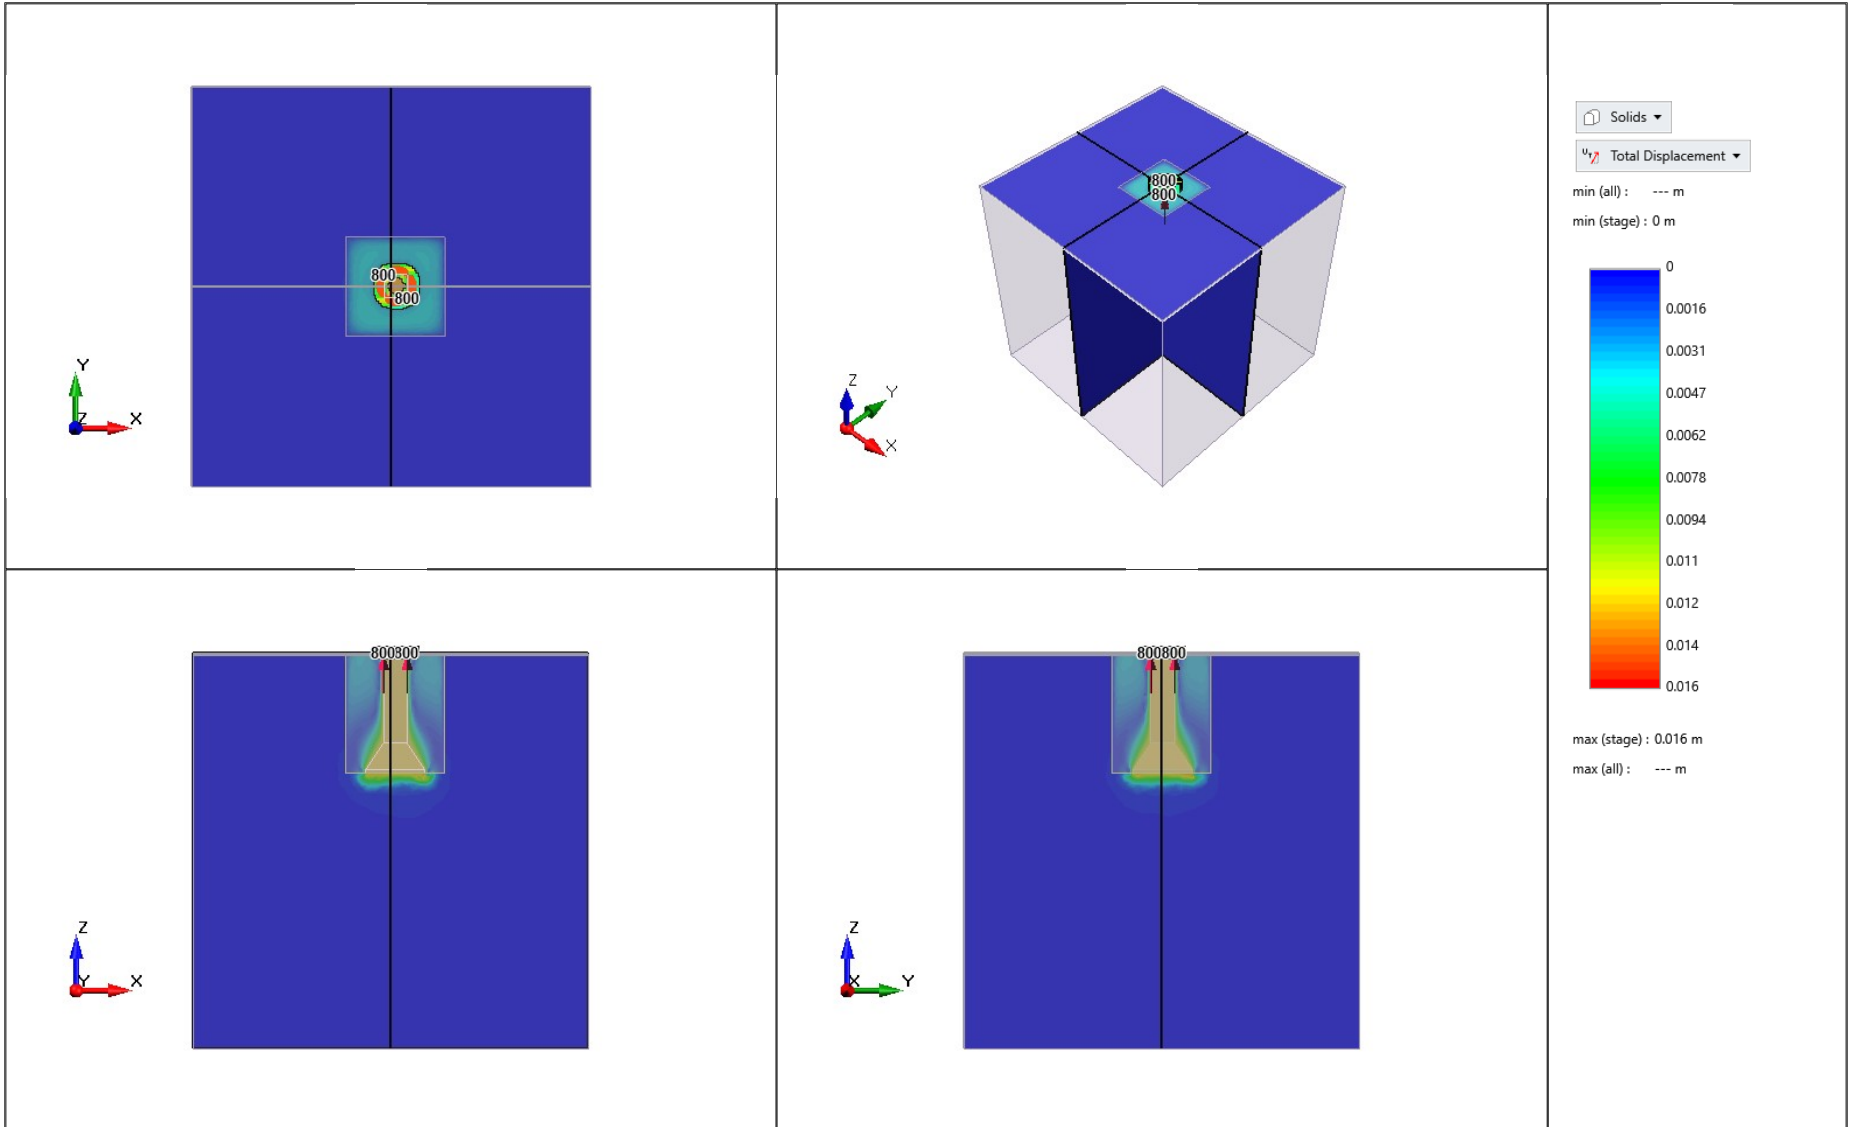 800
800
Y
Z
X
800
800
Z
Y
X
Solids
Total Displacement
min (all) : --- m
min (stage) : 0 m
0
0.0016
0.0031
0.0047
0.0062
0.0078
0.0094
0.011
0.012
0.014
0.016
max (stage) : 0.016 m
max (all) : --- m
800800
Z
Y
X
800800
Z
X
Y